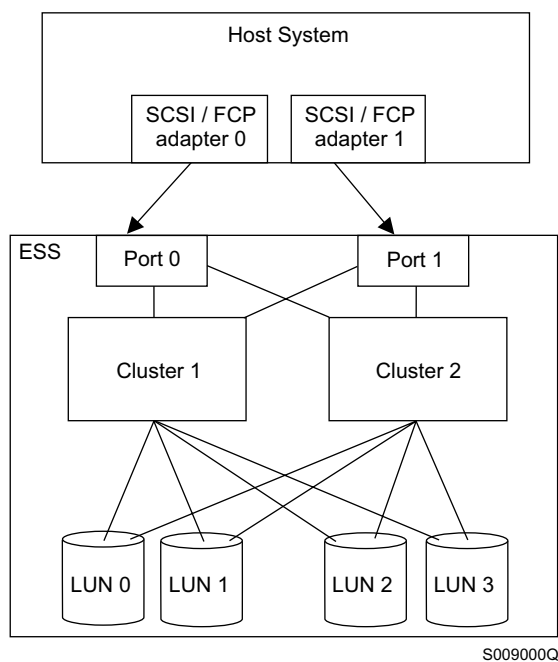 Host System
SCSI / FCP
adapter 0
SCSI / FCP
adapter 1
ESS
Port 0
Port 1
Cluster 1
Cluster 2
LUN 0
LUN 1
LUN 2
LUN 3
S009000Q